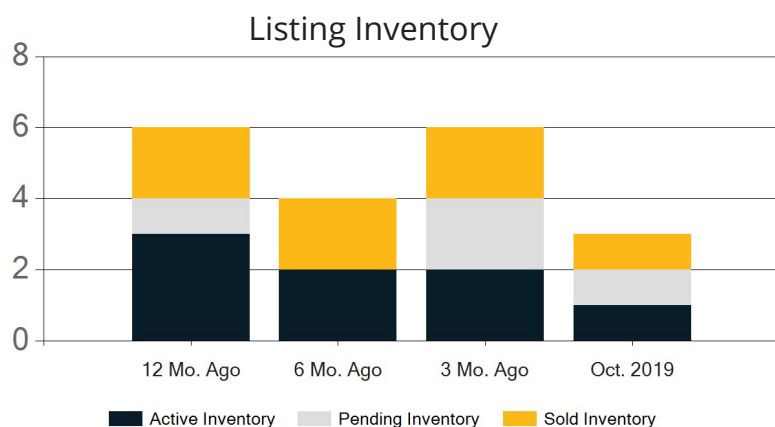 Listing Inventory
8
6
4
2
0
12 Mo. Ago 6 Mo. Ago 3 Mo. Ago Oct. 2019
Active Inventory Pending Inventory Sold Inventory